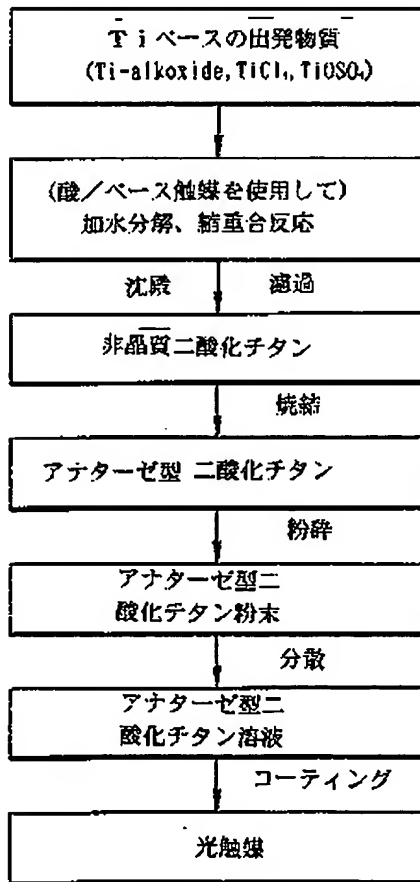 Tiベースの出発物質
(Ti-alkoxide,TiCl₄,TiOSO₄)
(酸/ベース触媒を使用して)
加水分解、縮重合反応
沈殿 濾過
非晶質二酸化チタン
焼結
アナターゼ型 二酸化チタン
粉砕
アナターゼ型二
酸化チタン粉末
分散
アナターゼ型二
酸化チタン溶液
コーティング
光触媒